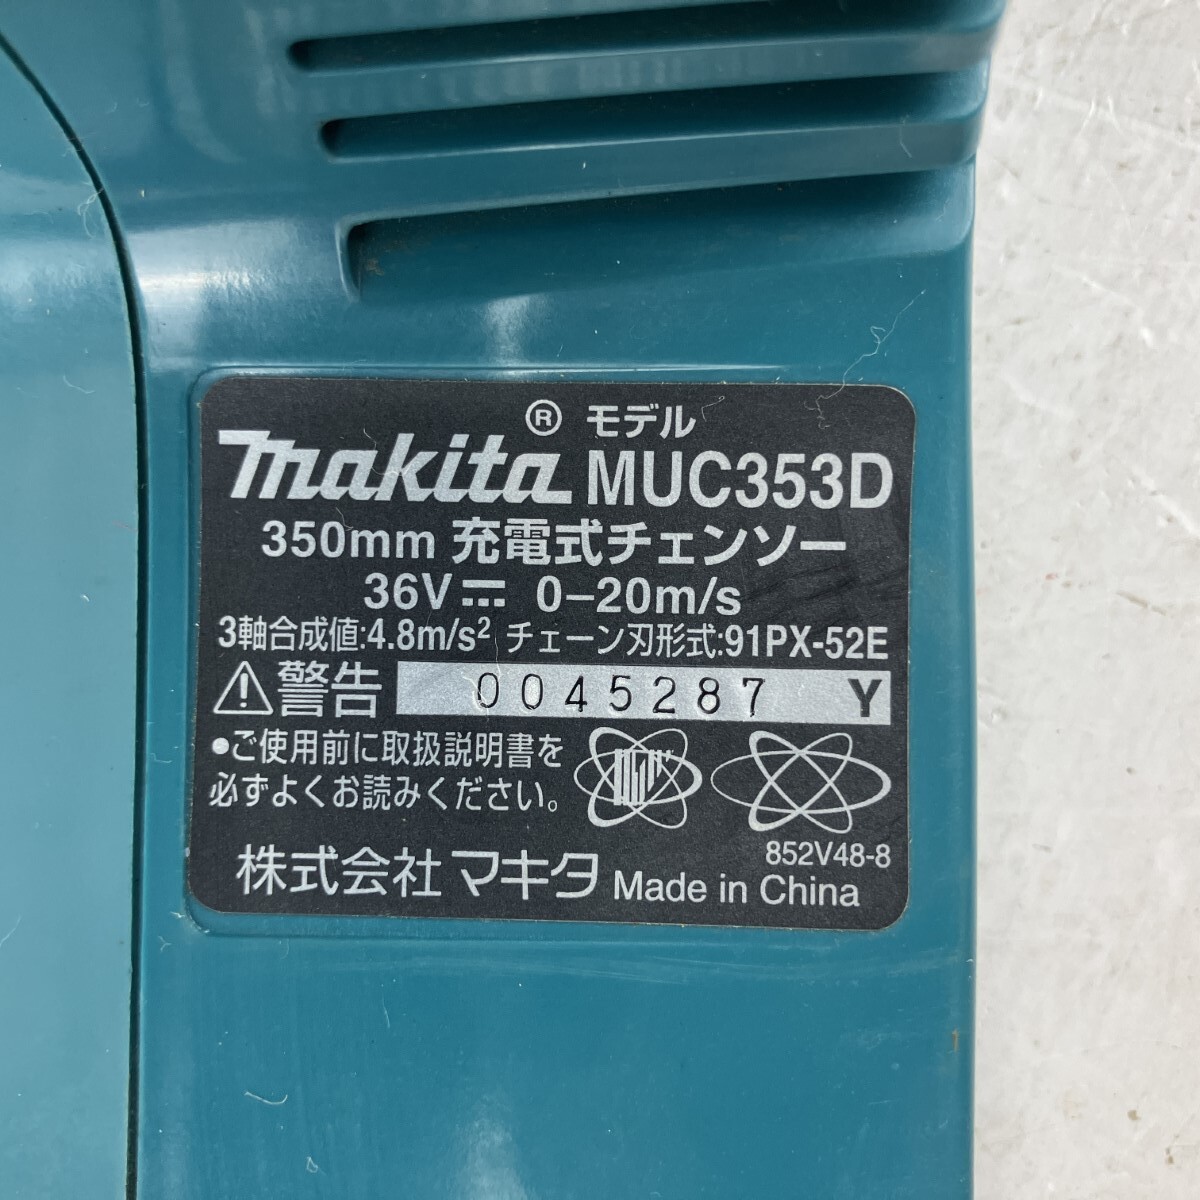 ® モデル
makita MUC353D
350mm 充電式チェンソー
36V⎓ 0–20m/s
3軸合成値:4.8m/s² チェーン刃形式:91PX-52E
⚠警告 0045287 Y
•ご使用前に取扱説明書を
必ずよくお読みください。
852V48-8
株式会社マキタ Made in China